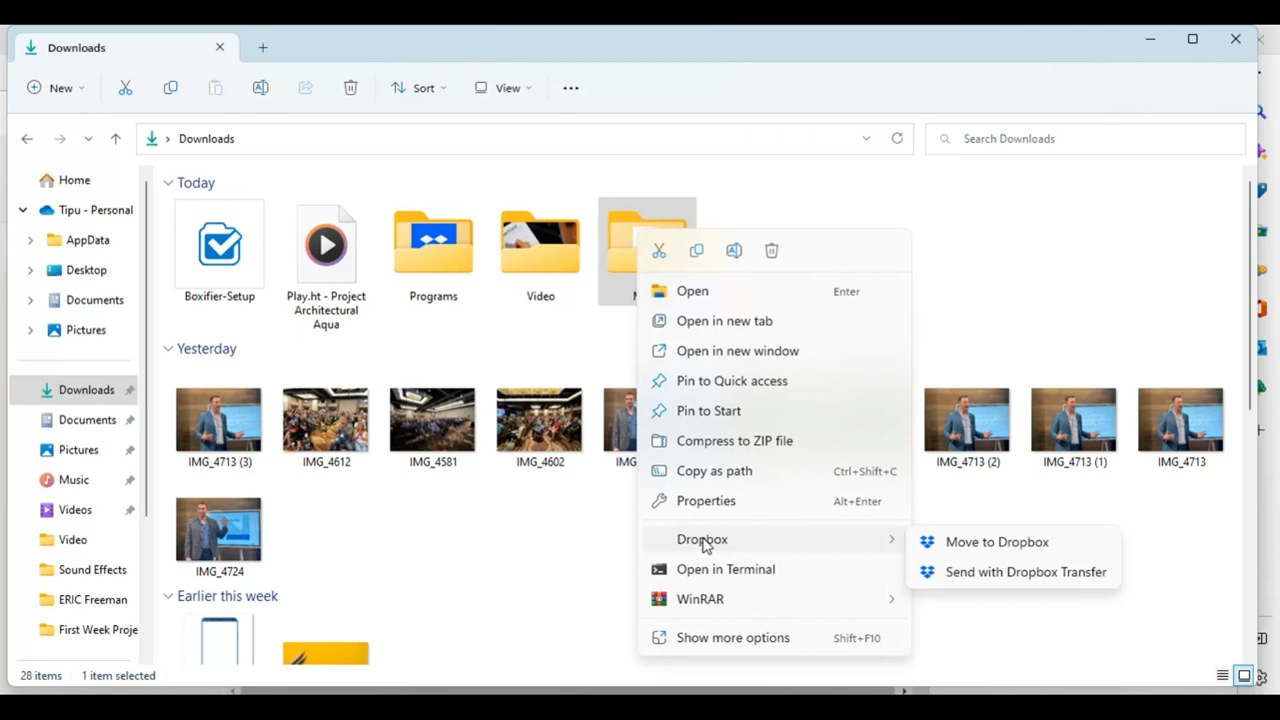 Downloads
New
Sort
View
Downloads
Search Downloads
Home
Tipu - Personal
AppData
Desktop
Documents
Pictures
Downloads
Documents
Pictures
Music
Videos
Video
Sound Effects
ERIC Freeman
First Week Proje
Today
Boxifier-Setup
Play.ht - Project
Architectural
Aqua
Programs
Video
Yesterday
IMG_4713 (3)
IMG_4612
IMG_4581
IMG_4602
IMG_4713 (2)
IMG_4713 (1)
IMG_4713
IMG_4724
Earlier this week
Open Enter
Open in new tab
Open in new window
Pin to Quick access
Pin to Start
Compress to ZIP file
Copy as path Ctrl+Shift+C
Properties Alt+Enter
Dropbox
Open in Terminal
WinRAR
Show more options Shift+F10
Move to Dropbox
Send with Dropbox Transfer
28 items 1 item selected